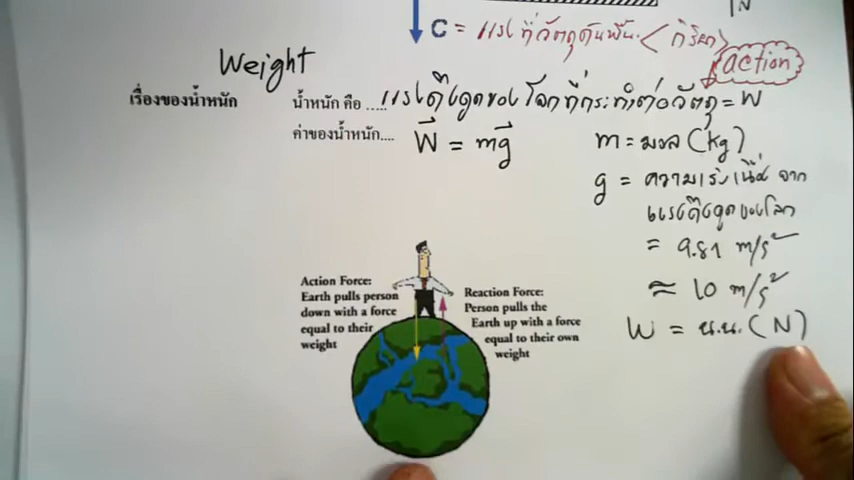 N
C = แรงที่วัตถุดันพื้น (กิริยา)
action
Weight
เรื่องของน้ำหนัก
น้ำหนัก คือ .....แรงดึงดูดของโลกที่กระทำต่อวัตถุ = W
ค่าของน้ำหนัก.... W = mg
m = มวล (kg)
g = ความเร่งเนื่องจาก
แรงดึงดูดของโลก
= 9.81 m/s²
≈ 10 m/s²
W = น.น. (N)
Action Force:
Earth pulls person
down with a force
equal to their
weight
Reaction Force:
Person pulls the
Earth up with a force
equal to their own
weight